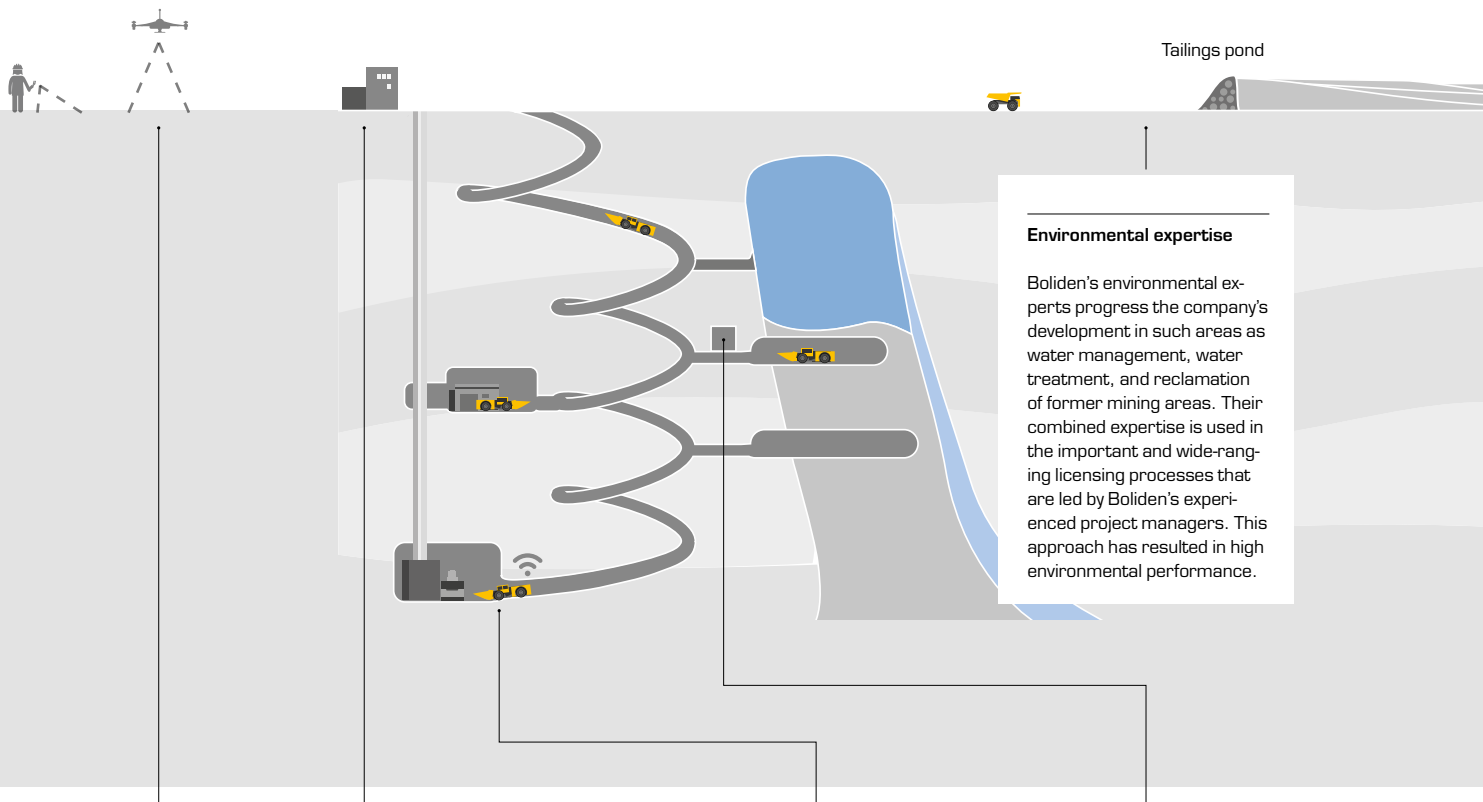 Tailings pond
Environmental expertise
Boliden’s environmental ex-
perts progress the company’s
development in such areas as
water management, water
treatment, and reclamation
of former mining areas. Their
combined expertise is used in
the important and wide-rang-
ing licensing processes that
are led by Boliden’s experi-
enced project managers. This
approach has resulted in high
environmental performance.